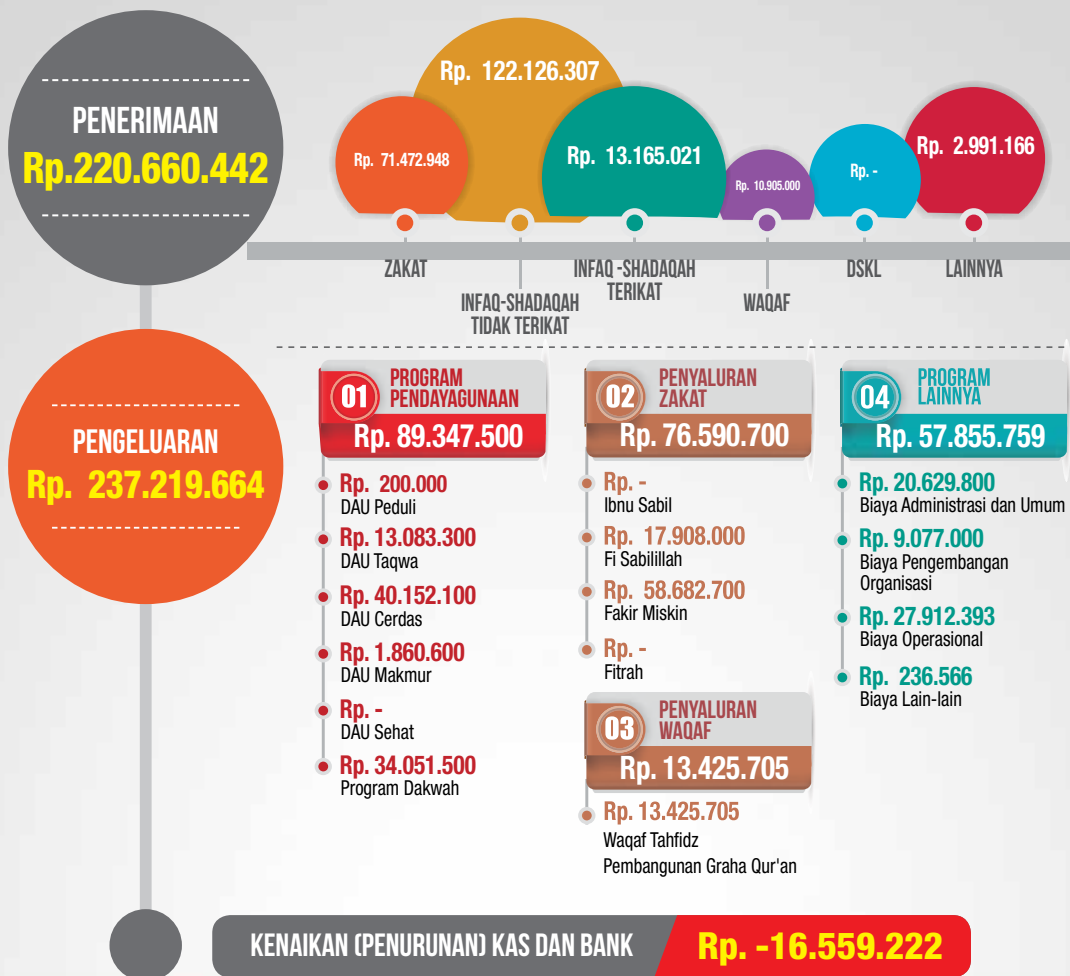 PENERIMAAN
Rp.220.660.442
Rp. 71.472.948
Rp. 122.126.307
Rp. 13.165.021
Rp. 10.905.000
Rp. -
Rp. 2.991.166
ZAKAT
INFAQ-SHADAQAH
TIDAK TERIKAT
INFAQ -SHADAQAH
TERIKAT
WAQAF
DSKL
LAINNYA
PENGELUARAN
Rp. 237.219.664
01
PROGRAM
PENDAYAGUNAAN
Rp. 89.347.500
Rp. 200.000
DAU Peduli
Rp. 13.083.300
DAU Taqwa
Rp. 40.152.100
DAU Cerdas
Rp. 1.860.600
DAU Makmur
Rp. -
DAU Sehat
Rp. 34.051.500
Program Dakwah
02
PENYALURAN
ZAKAT
Rp. 76.590.700
Rp. -
Ibnu Sabil
Rp. 17.908.000
Fi Sabilillah
Rp. 58.682.700
Fakir Miskin
Rp. -
Fitrah
03
PENYALURAN
WAQAF
Rp. 13.425.705
Rp. 13.425.705
Waqaf Tahfidz
Pembangunan Graha Qur'an
04
PROGRAM
LAINNYA
Rp. 57.855.759
Rp. 20.629.800
Biaya Administrasi dan Umum
Rp. 9.077.000
Biaya Pengembangan
Organisasi
Rp. 27.912.393
Biaya Operasional
Rp. 236.566
Biaya Lain-lain
KENAIKAN (PENURUNAN) KAS DAN BANK
Rp. -16.559.222